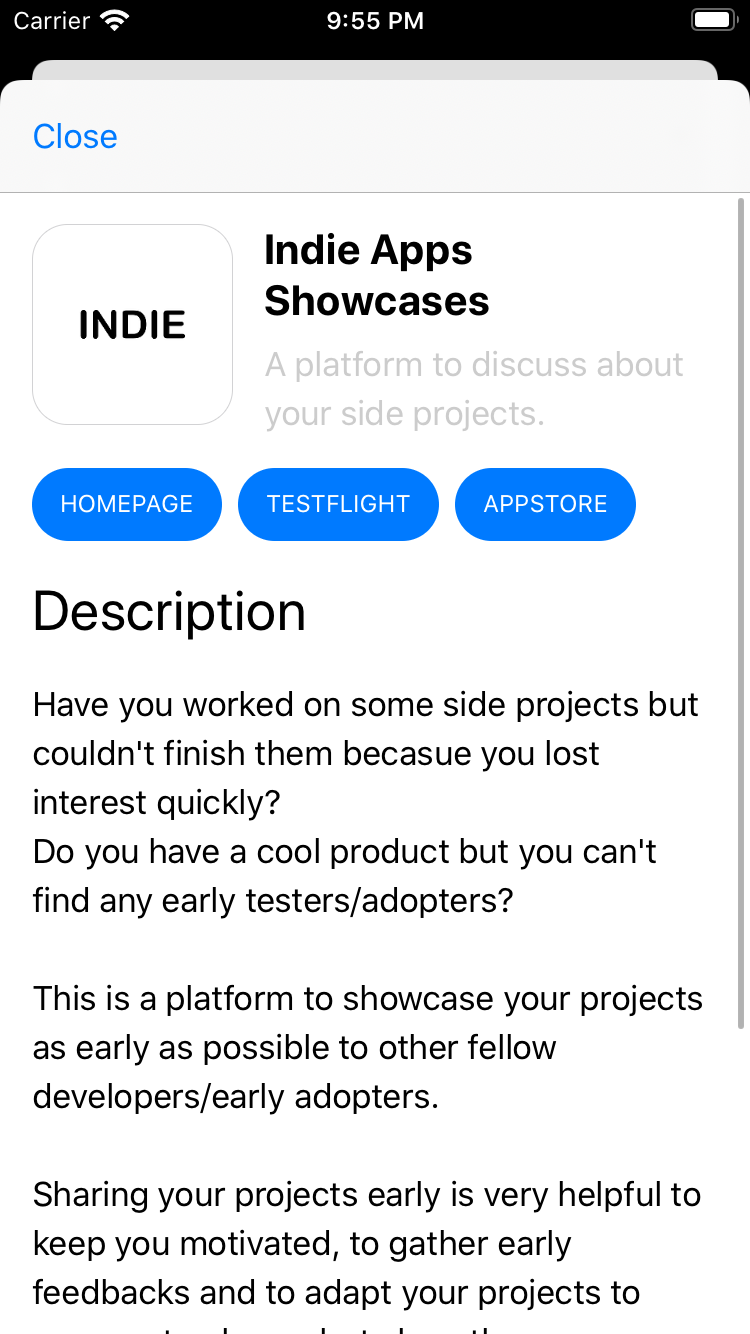 Carrier 9:55 PM
Close
INDIE
Indie Apps
Showcases
A platform to discuss about
your side projects.
HOMEPAGE TESTFLIGHT APPSTORE
Description
Have you worked on some side projects but
couldn't finish them becasue you lost
interest quickly?
Do you have a cool product but you can't
find any early testers/adopters?
This is a platform to showcase your projects
as early as possible to other fellow
developers/early adopters.
Sharing your projects early is very helpful to
keep you motivated, to gather early
feedbacks and to adapt your projects to